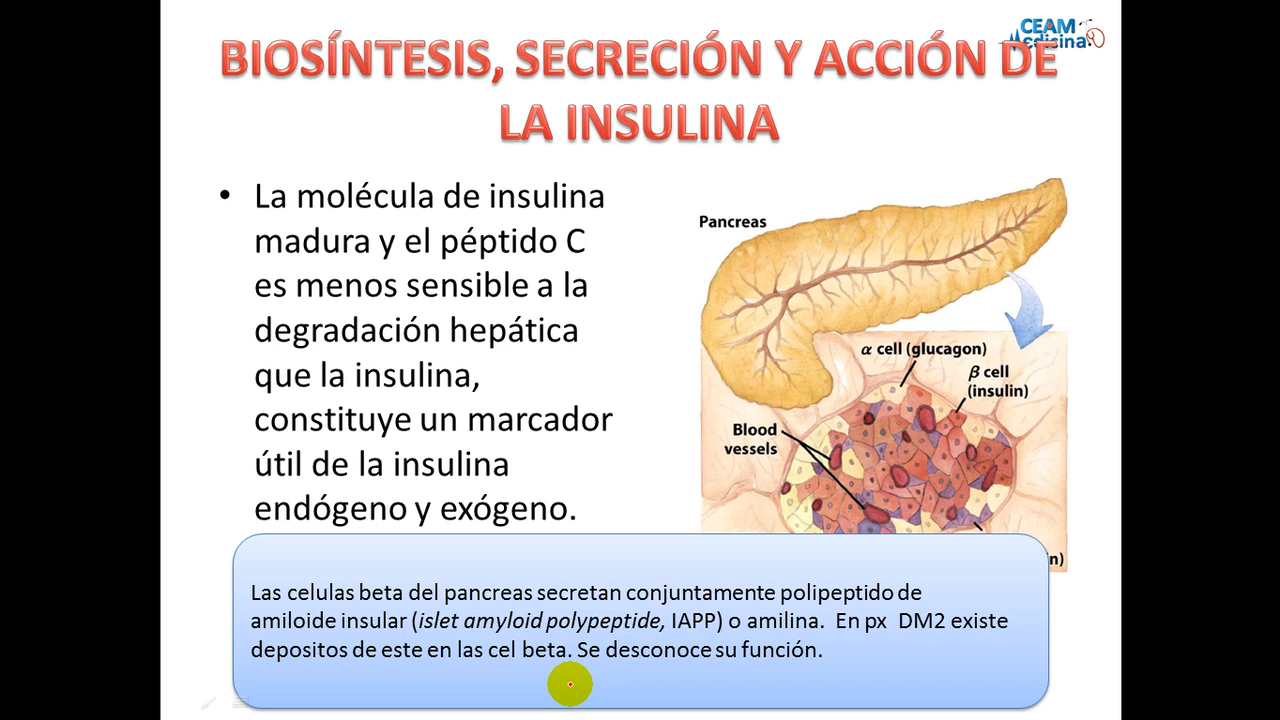 CEAM
Medicina
BIOSÍNTESIS, SECRECIÓN Y ACCIÓN DE
LA INSULINA
• La molécula de insulina
madura y el péptido C
es menos sensible a la
degradación hepática
que la insulina,
constituye un marcador
útil de la insulina
endógeno y exógeno.
Pancreas
α cell (glucagon)
β cell
(insulin)
Blood
vessels
n)
Las celulas beta del pancreas secretan conjuntamente polipeptido de
amiloide insular (islet amyloid polypeptide, IAPP) o amilina. En px DM2 existe
depositos de este en las cel beta. Se desconoce su función.